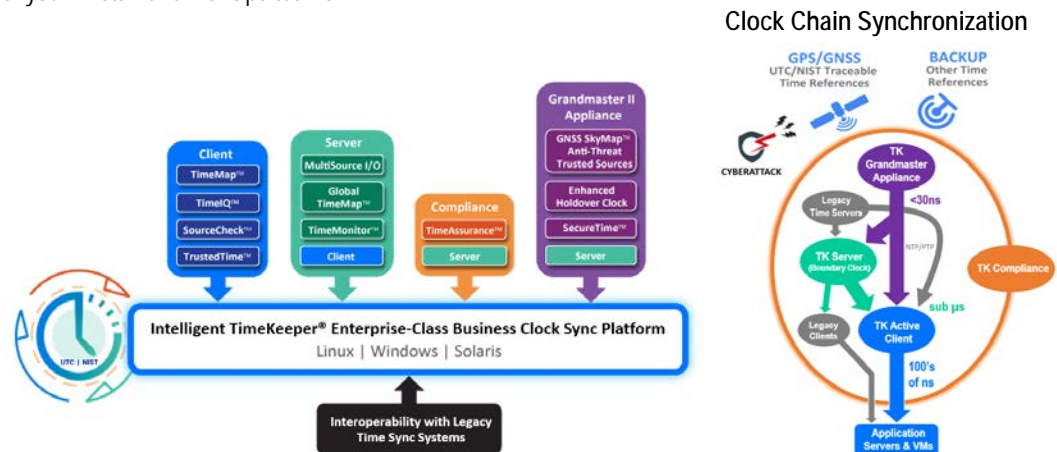 Clock Chain Synchronization
Client
TimeMap™
TimeIQ™
SourceCheck™
TrustedTime™
Server
MultiSource I/O
Global
TimeMap™
TimeMonitor™
Client
Compliance
TimeAssurance™
Server
Grandmaster II
Appliance
GNSS SkyMap™
Anti-Threat
Trusted Sources
Enhanced
Holdover Clock
SecureTime™
Server
UTC | NIST
Intelligent TimeKeeper® Enterprise-Class Business Clock Sync Platform
Linux | Windows | Solaris
Interoperability with Legacy
Time Sync Systems
GPS/GNSS
UTC/NIST Traceable
Time References
BACKUP
Other Time
References
CYBERATTACK
TK
Grandmaster
Appliance
<30ns
Legacy
Time Servers
NTP/PTP
TK Server
(Boundary Clock)
TK Compliance
sub µs
Legacy
Clients
TK Active
Client
100's
of ns
Application
Servers & VMs